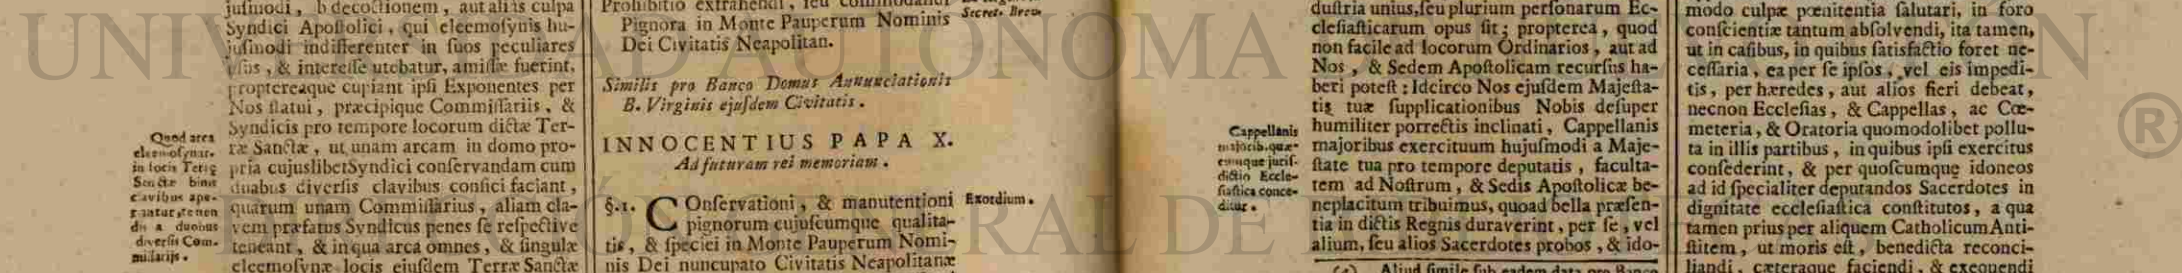 jusmodi, b decoctionem, aut aliis culpa
Syndici Apostolici, qui eleemosynis hu-
jusmodi indifferenter in suos peculiares
usus, & interesse utebatur, amissæ fuerint,
proptereaque cupiant ipsi Exponentes per
Nos statui, præcipique Commissariis, &
Syndicis pro tempore locorum dictæ Ter-
ræ Sanctæ, ut unam arcam in domo pro-
pria cujuslibet Syndici conservandam cum
duabus diversis clavibus confici faciant,
quarum unam Commissarius, aliam cla-
vem præfatus Syndicus penes se respective
teneant, & in qua arca omnes, & singulæ
eleemosynæ locis ejusdem Terræ Sanctæ
Quod arca
eleemosynar.
in locis Terræ
Sanctæ binis
clavibus ape-
riatur, tenen
dis a duobus
diversis Com-
missariis.
Prohibitio extrahendi, seu commodandi
Pignora in Monte Pauperum Nominis
Dei Civitatis Neapolitan.
Secret. Brev.
Similis pro Banco Domus Annunciationis
B. Virginis ejusdem Civitatis.
INNOCENTIUS PAPA X.
Ad futuram rei memoriam.
§.1. COnservationi, & manutentioni
pignorum cujuscumque qualita-
tis, & speciei in Monte Pauperum Nomi-
nis Dei nuncupato Civitatis Neapolitanæ
Exordium.
dustria unius, seu plurium personarum Ec-
clesiasticarum opus sit; propterea, quod
non facile ad locorum Ordinarios, aut ad
Nos, & Sedem Apostolicam recursus ha-
beri potest: Idcirco Nos ejusdem Majesta-
tis tuæ supplicationibus Nobis desuper
humiliter porrectis inclinati, Cappellanis
majoribus exercituum hujusmodi a Maje-
state tua pro tempore deputatis, faculta-
tem ad Nostrum, & Sedis Apostolicæ be-
neplacitum tribuimus, quoad bella præsen-
tia in dictis Regnis duraverint, per se, vel
alium, seu alios Sacerdotes probos, & ido-
Cappellanis
majorib. quæ-
cumque juris-
dictio Eccle-
siastica conce-
ditur.
Aliud simile sub eadem data pro Banco
modo culpæ pœnitentia salutari, in foro
conscientiæ tantum absolvendi, ita tamen,
ut in casibus, in quibus satisfactio foret ne-
cessaria, ea per se ipsos, vel eis impedi-
tis, per hæredes, aut alios fieri debeat,
necnon Ecclesias, & Cappellas, ac Cœ-
meteria, & Oratoria quomodolibet pollu-
ta in illis partibus, in quibus ipsi exercitus
consederint, & per quoscumque idoneos
ad id specialiter deputandos Sacerdotes in
dignitate ecclesiastica constitutos, a qua
tamen prius per aliquem Catholicum Anti-
stitem, ut moris est, benedicta reconci-
liandi, cæteraque faciendi, & exequendi